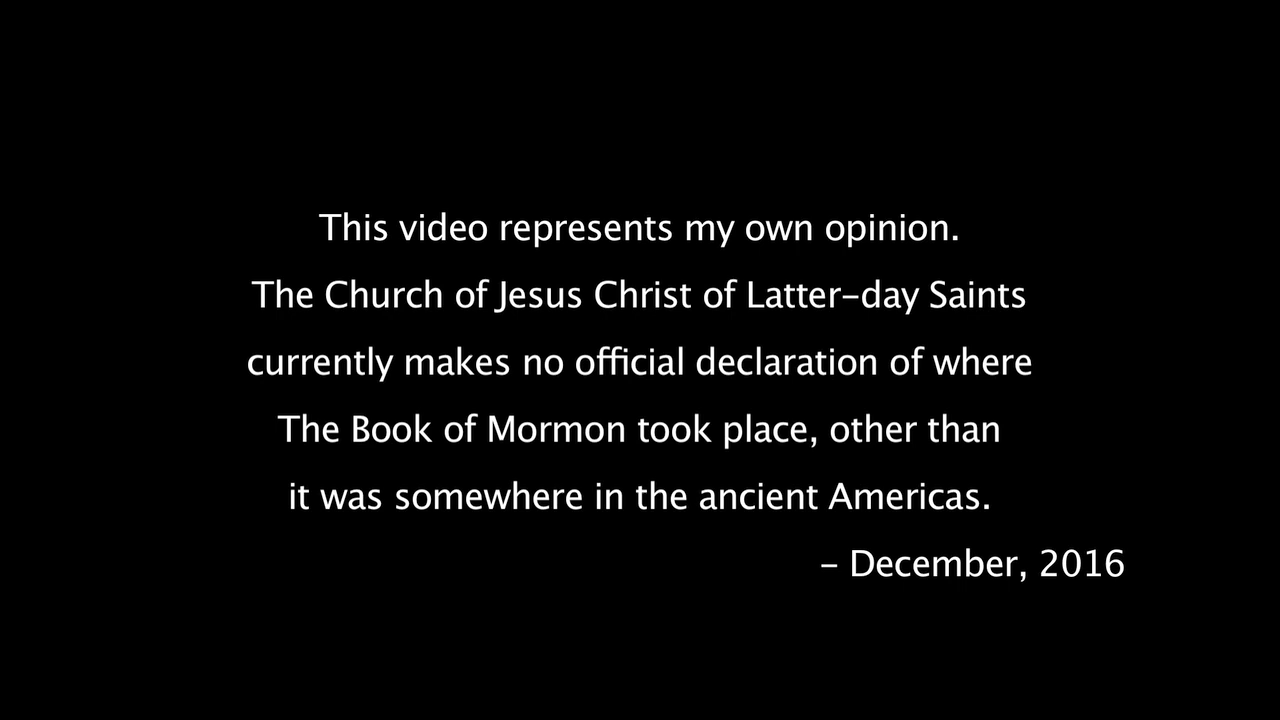 This video represents my own opinion.
The Church of Jesus Christ of Latter–day Saints
currently makes no official declaration of where
The Book of Mormon took place, other than
it was somewhere in the ancient Americas.
– December, 2016